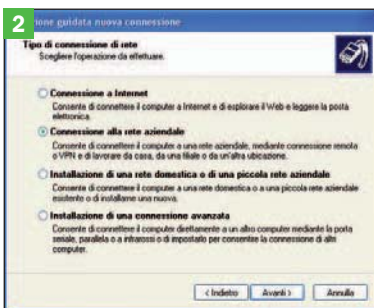 2
ione guidata nuova connessione
Tipo di connessione di rete
Scegliere l'operazione da effettuare.
Connessione a Internet
Consente di connettere il computer a Internet e di esplorare il Web e leggere la posta
elettronica.
Connessione alla rete aziendale
Consente di connettere il computer a una rete aziendale, mediante connessione remota
o VPN e di lavorare da casa, da una filiale o da un'altra ubicazione.
Installazione di una rete domestica o di una piccola rete aziendale
Consente di connettere il computer a una rete domestica o a una piccola rete aziendale
esistente o di installarne una nuova.
Installazione di una connessione avanzata
Consente di connettere il computer direttamente a un altro computer mediante la porta
seriale, parallela o a infrarossi o di impostarlo per consentire la connessione di altri
computer.
< Indietro Avanti > Annulla